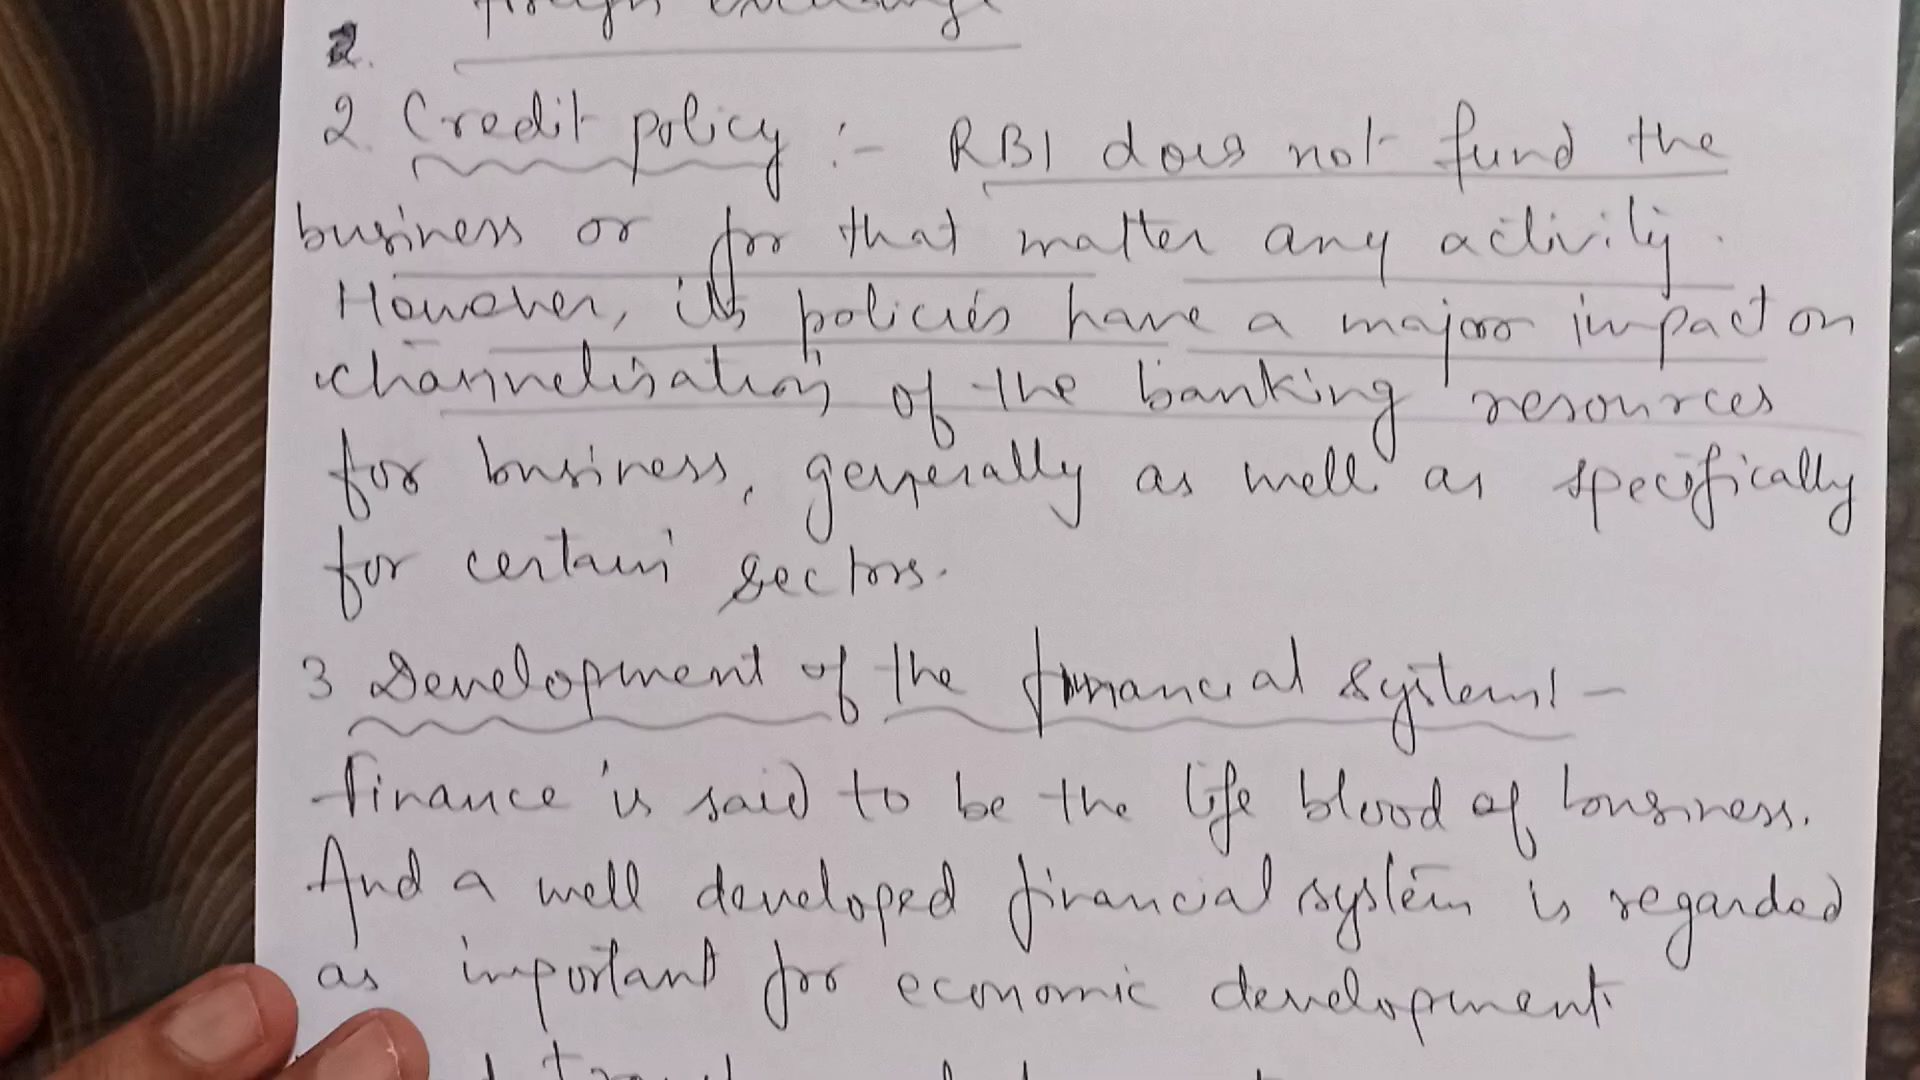 foreign exchange
2.
2. Credit policy :- RBI does not fund the
business or for that matter any activity.
However, its policies have a major impact on
channelisation of the banking resources
for business, generally as well as specifically
for certain sectors.
3 Development of the financial system :-
Finance is said to be the life blood of business.
And a well developed financial system is regarded
as important for economic development.